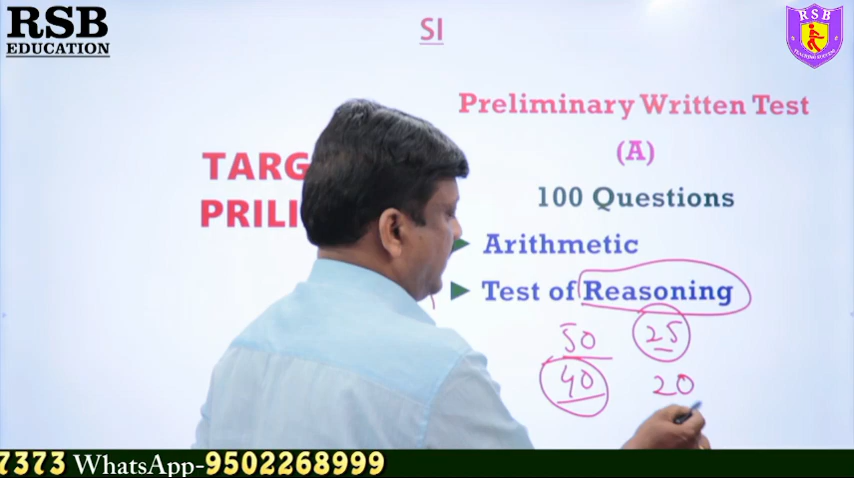 RSB
EDUCATION
SI
RSB
Preliminary Written Test
(A)
100 Questions
TARG
PRILI
Arithmetic
Test of Reasoning
50 25
40 20
7373 WhatsApp-9502268999